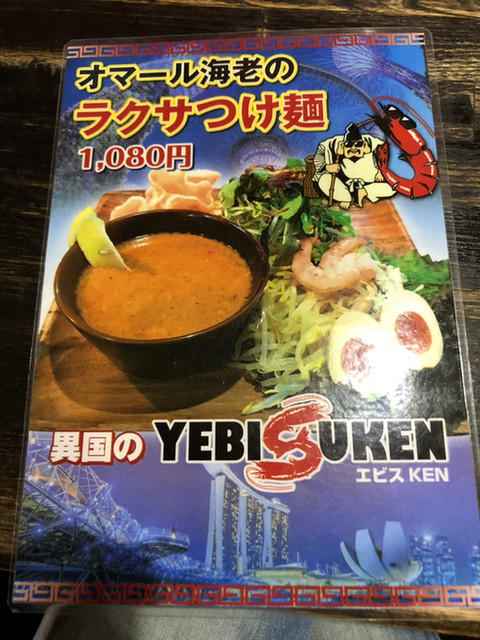 オマール海老の
ラクサつけ麺
1,080円
異国の YEBISUKEN
エビス KEN